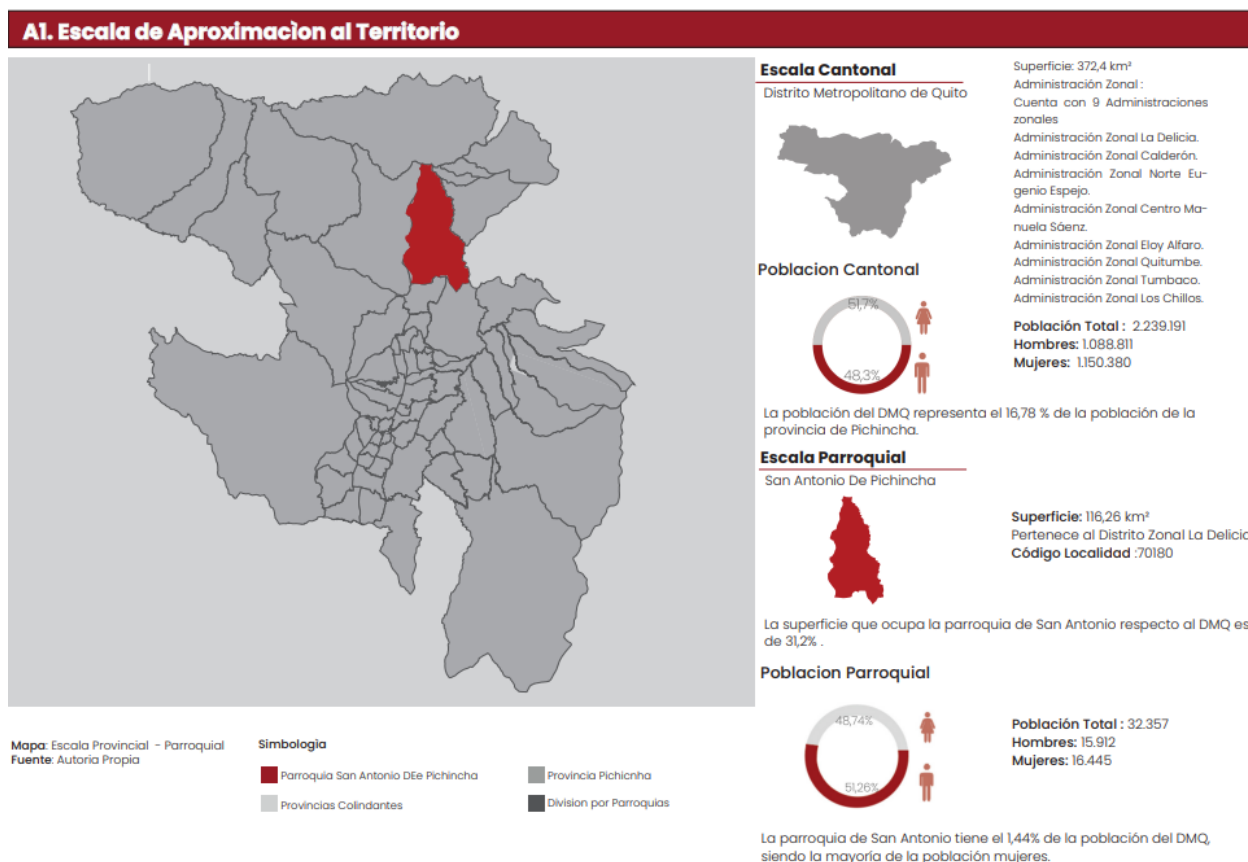 A1. Escala de Aproximacìon al Territorio
Escala Cantonal
Distrito Metropolitano de Quito
Superficie: 372,4 km²
Administración Zonal :
Cuenta con 9 Administraciones
zonales
Administración Zonal La Delicia.
Administración Zonal Calderón.
Administración Zonal Norte Eu-
genio Espejo.
Administración Zonal Centro Ma-
nuela Sáenz.
Administración Zonal Eloy Alfaro.
Administración Zonal Quitumbe.
Administración Zonal Tumbaco.
Administración Zonal Los Chillos.
Poblacion Cantonal
51,7%
48,3%
Población Total : 2.239.191
Hombres: 1.088.811
Mujeres: 1.150.380
La población del DMQ representa el 16,78 % de la población de la
provincia de Pichincha.
Escala Parroquial
San Antonio De Pichincha
Superficie: 116,26 km²
Pertenece al Distrito Zonal La Delicia
Código Localidad :70180
La superficie que ocupa la parroquia de San Antonio respecto al DMQ es
de 31,2% .
Poblacion Parroquial
48,74%
51,26%
Población Total : 32.357
Hombres: 15.912
Mujeres: 16.445
La parroquia de San Antonio tiene el 1,44% de la población del DMQ,
siendo la mayoría de la población mujeres.
Mapa: Escala Provincial - Parroquial
Fuente: Autoria Propia
Simbologìa
Parroquia San Antonio DEe Pichincha
Provincia Pichicnha
Provincias Colindantes
Division por Parroquias